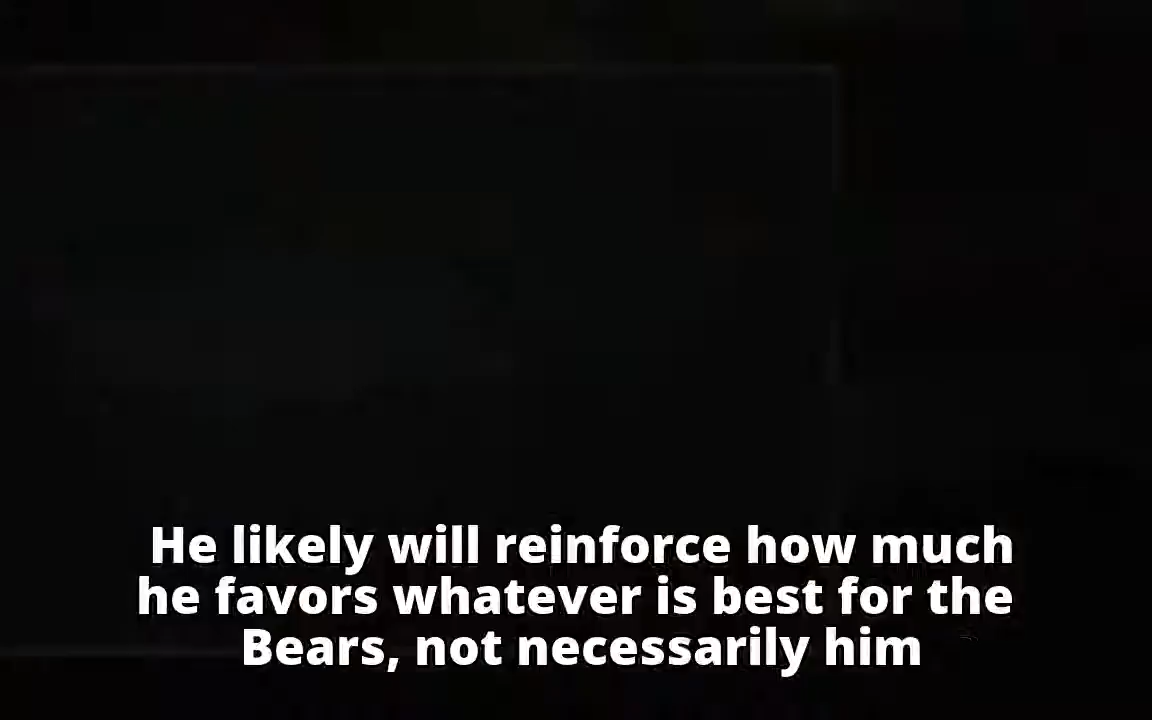 He likely will reinforce how much
he favors whatever is best for the
Bears, not necessarily him